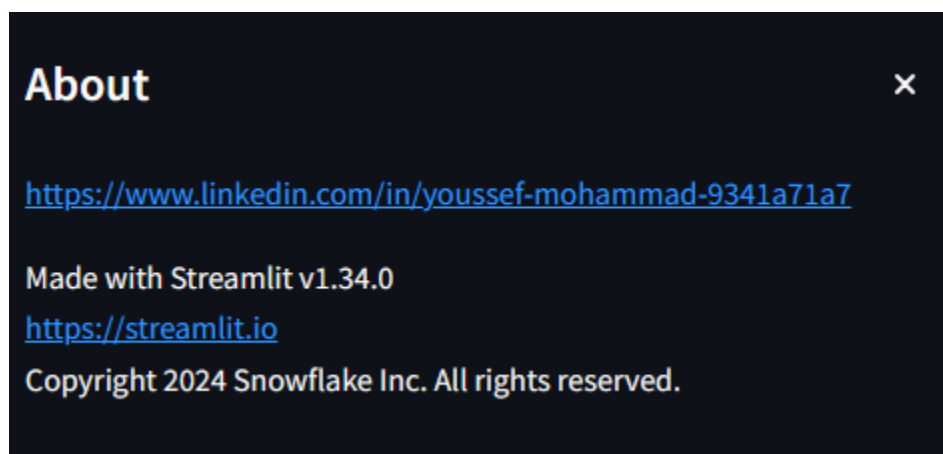 About
https://www.linkedin.com/in/youssef-mohammad-9341a71a7
Made with Streamlit v1.34.0
https://streamlit.io
Copyright 2024 Snowflake Inc. All rights reserved.